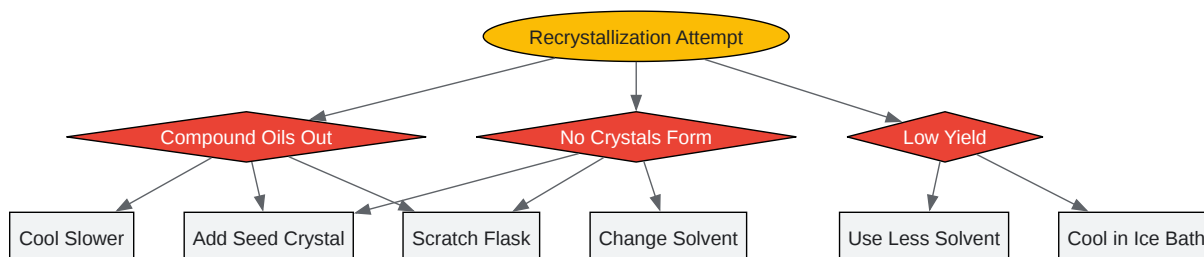 Recrystallization Attempt
Compound Oils Out
No Crystals Form
Low Yield
Cool Slower
Add Seed Crystal
Scratch Flask
Change Solvent
Use Less Solvent
Cool in Ice Bath